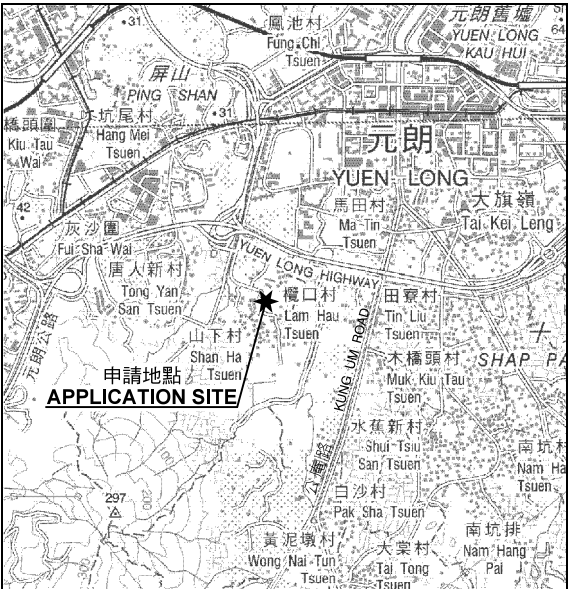 31
鳳池村
Fung Chi
Tsuen
元朗舊墟
YUEN LONG
KAU HUI
64
屏山
PING SHAN
坑尾村
Hang Mei
Tsuen
31
橋頭圍
Kiu Tau
Wai
元朗
YUEN LONG
42
灰沙圍
Fui Sha Wai
馬田村
Ma Tin
Tsuen
大旗嶺
Tai Kei Leng
唐人新村
Tong Yan
San Tsuen
YUEN LONG HIGHWAY
欖口村
Lam Hau
Tsuen
田寮村
Tin Liu
Tsuen
元朗公路
山下村
Shan Ha
Tsuen
KUNG UM ROAD
木橋頭村
Muk Kiu Tau
Tsuen
SHAP PA
申請地點
APPLICATION SITE
水蕉新村
Shui Tsiu
San Tsuen
南坑村
Nam Ha
Tsuen
公庵路
297
200
白沙村
Pak Sha Tsuen
黃泥墩村
Wong Nai Tun
Tsuen
大棠村
Tai Tong
Tsuen
南坑排
Nam Hang
Pai
300